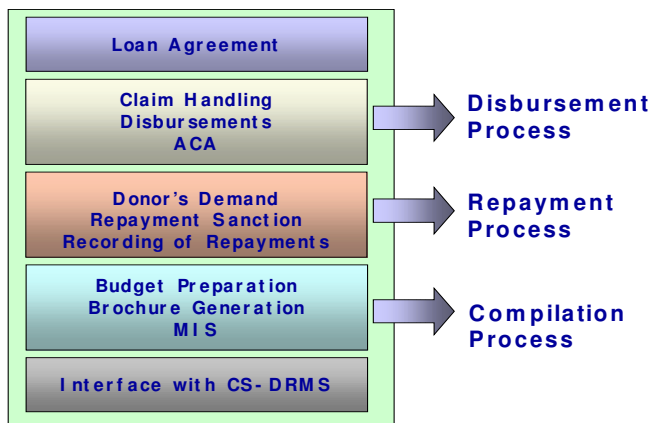 Loan Agreement
Claim Handling
Disbursements
ACA
Disbursement
Process
Donor's Demand
Repayment Sanction
Recording of Repayments
Repayment
Process
Budget Preparation
Brochure Generation
MIS
Compilation
Process
Interface with CS-DRMS